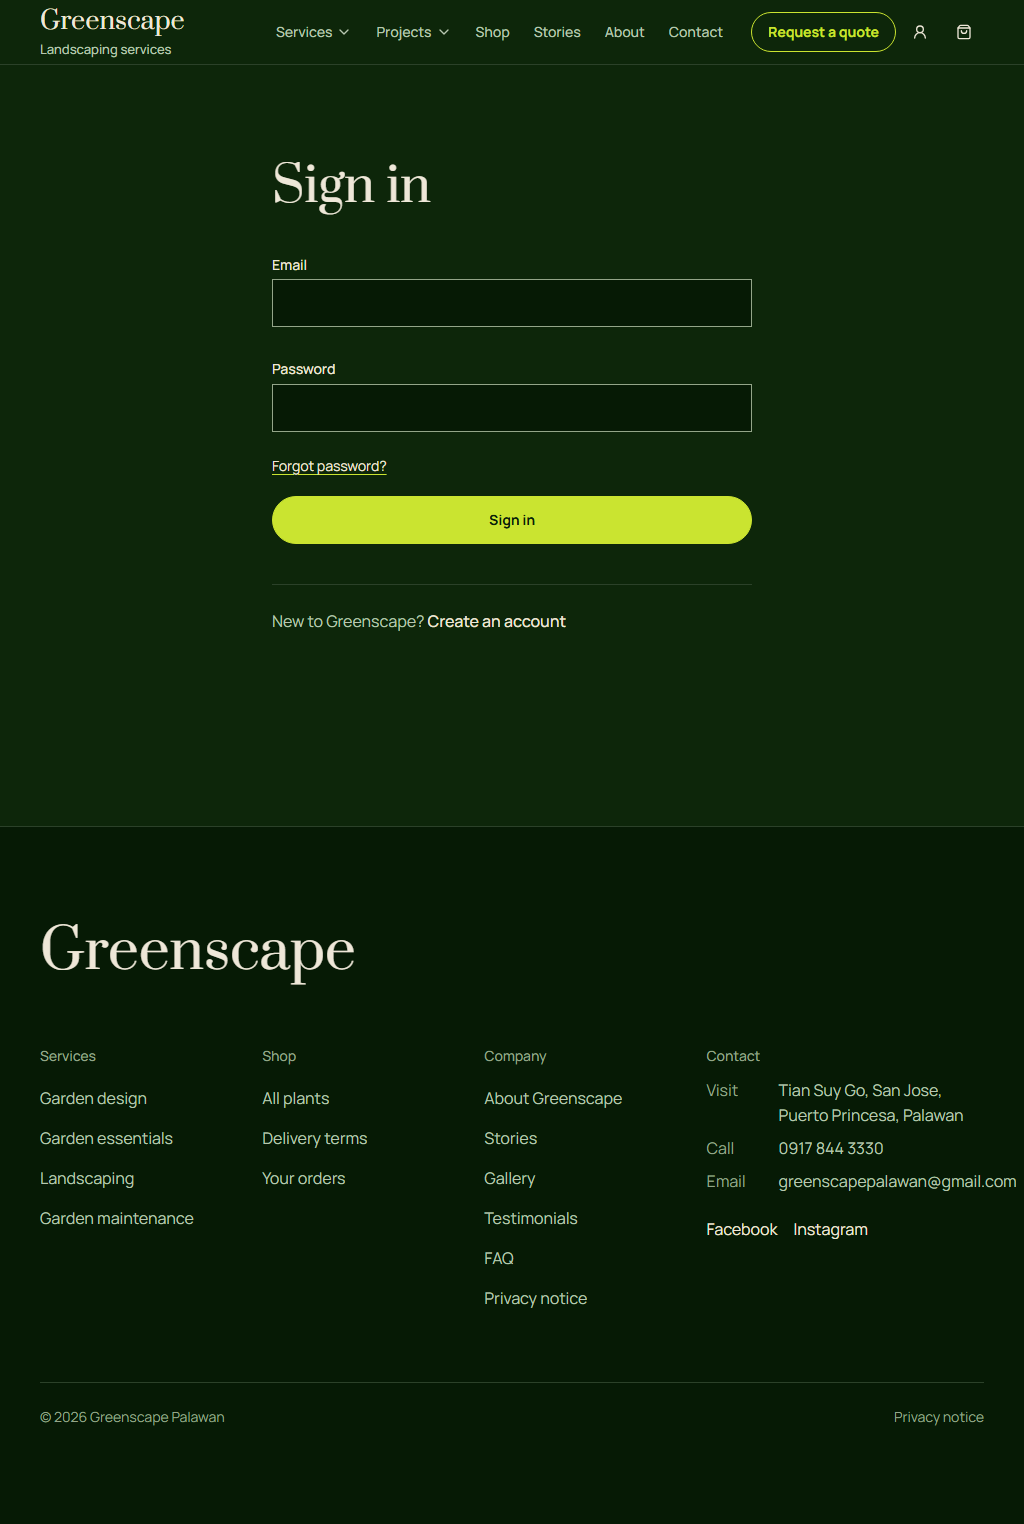 Greenscape
Landscaping services
Services
Projects
Shop
Stories
About
Contact
Request a quote
Sign in
Email
Password
Forgot password?
Sign in
New to Greenscape? Create an account
Greenscape
Services
Garden design
Garden essentials
Landscaping
Garden maintenance
Shop
All plants
Delivery terms
Your orders
Company
About Greenscape
Stories
Gallery
Testimonials
FAQ
Privacy notice
Contact
Visit Tian Suy Go, San Jose,
Puerto Princesa, Palawan
Call 0917 844 3330
Email greenscapepalawan@gmail.com
Facebook Instagram
© 2026 Greenscape Palawan
Privacy notice